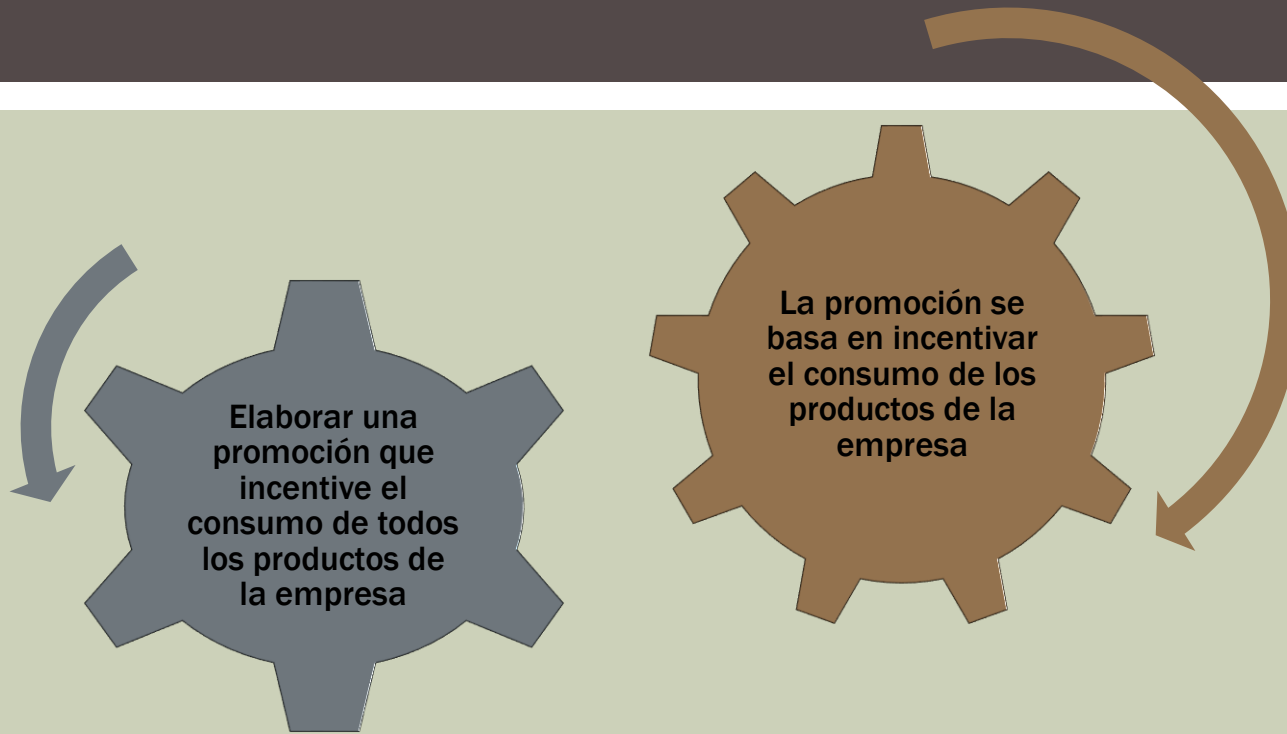 Elaborar una
promoción que
incentive el
consumo de todos
los productos de
la empresa
La promoción se
basa en incentivar
el consumo de los
productos de la
empresa